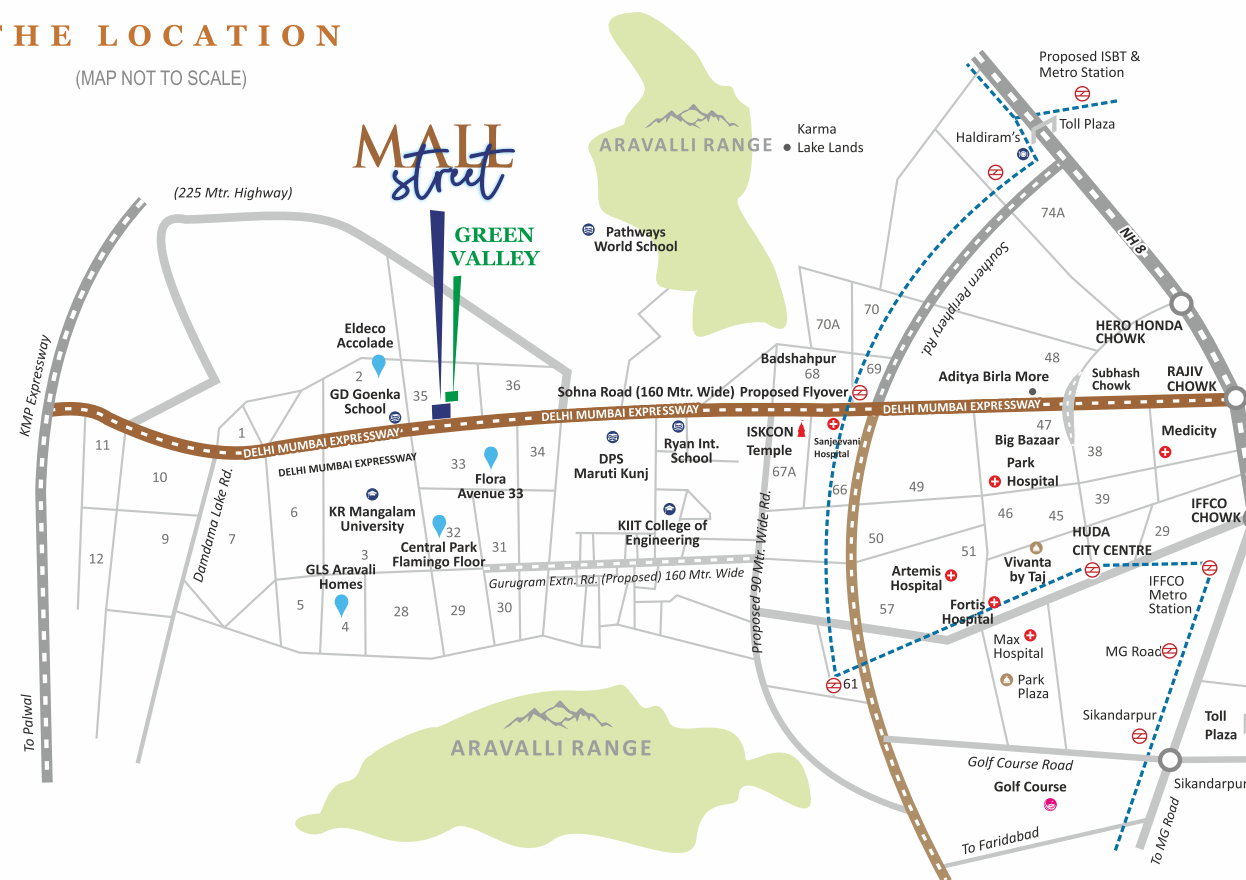 THE LOCATION
(MAP NOT TO SCALE)
Proposed ISBT &
Metro Station
Toll Plaza
Haldiram's
MALL
street
ARAVALLI RANGE
Karma
Lake Lands
(225 Mtr. Highway)
GREEN
VALLEY
Pathways
World School
74A
NH 8
Southern Periphery Rd.
KMP Expressway
Eldeco
Accolade
2
GD Goenka
School
35
36
70A
70
Badshahpur
68
69
48
HERO HONDA
CHOWK
Subhash
Chowk
RAJIV
CHOWK
Aditya Birla More
Sohna Road (160 Mtr. Wide) Proposed Flyover
DELHI MUMBAI EXPRESSWAY
DELHI MUMBAI EXPRESSWAY
DELHI MUMBAI EXPRESSWAY
DELHI MUMBAI EXPRESSWAY
1
11
10
12
9
7
Damdama Lake Rd.
6
33
34
Flora
Avenue 33
DPS
Maruti Kunj
Ryan Int.
School
ISKCON
Temple
Sanjeevani
Hospital
67A
66
47
Big Bazaar
Park
Hospital
38
Medicity
49
46
45
39
IFFCO
CHOWK
29
KR Mangalam
University
32
Central Park
Flamingo Floor
31
KIIT College of
Engineering
3
GLS Aravali
Homes
5
4
28
29
30
Gurugram Extn. Rd. (Proposed) 160 Mtr. Wide
Proposed 90 Mtr. Wide Rd.
50
51
HUDA
CITY CENTRE
Vivanta
by Taj
Artemis
Hospital
57
Fortis
Hospital
IFFCO
Metro
Station
Max
Hospital
MG Road
Park
Plaza
61
Sikandarpur
Toll
Plaza
To Palwal
ARAVALLI RANGE
Golf Course Road
Golf Course
Sikandarpur
To Faridabad
To MG Road